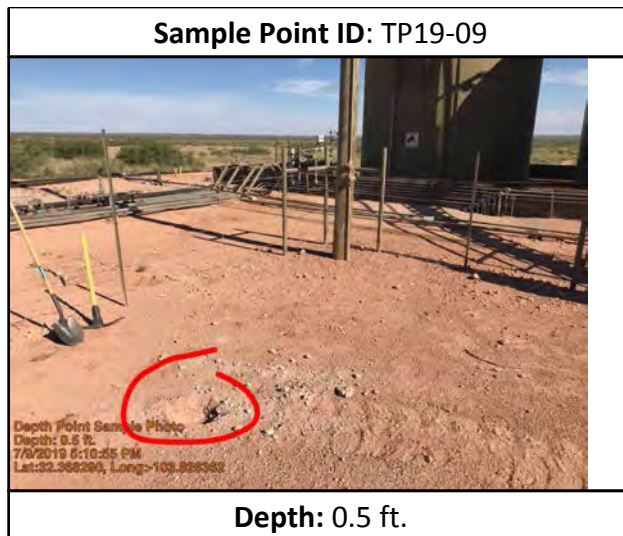 Sample Point ID: TP19-09
Depth Point Sample Photo
Depth: 0.5 ft.
7/9/2019 5:10:55 PM
Depth: 0.5 ft.